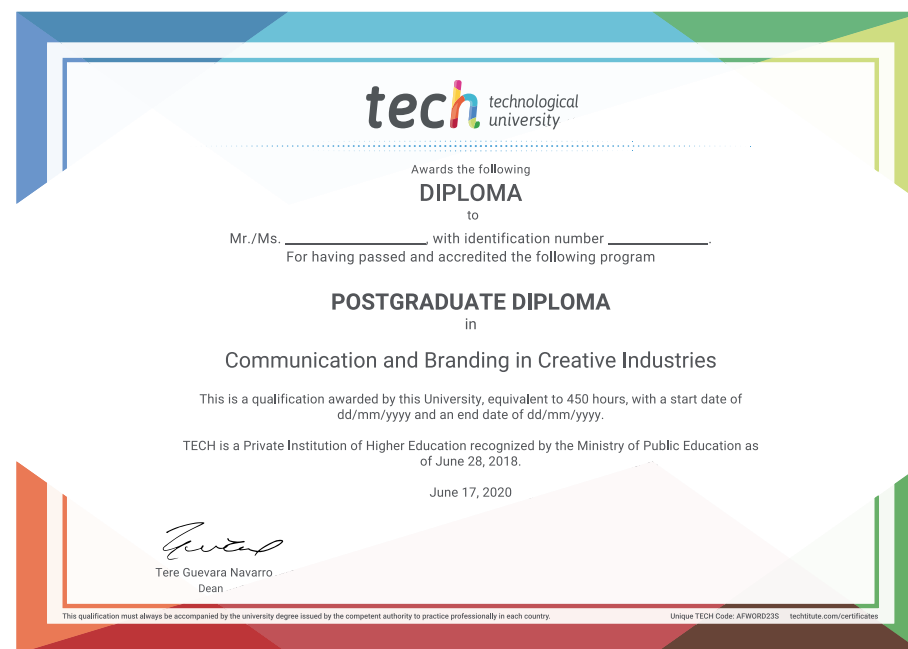 tech technological
university
Awards the following
DIPLOMA
to
Mr./Ms. ____________________, with identification number ______________.
For having passed and accredited the following program
POSTGRADUATE DIPLOMA
in
Communication and Branding in Creative Industries
This is a qualification awarded by this University, equivalent to 450 hours, with a start date of
dd/mm/yyyy and an end date of dd/mm/yyyy.
TECH is a Private Institution of Higher Education recognized by the Ministry of Public Education as
of June 28, 2018.
June 17, 2020
Tere Guevara Navarro
Dean
This qualification must always be accompanied by the university degree issued by the competent authority to practice professionally in each country. Unique TECH Code: AFWORD23S techtitute.com/certificates